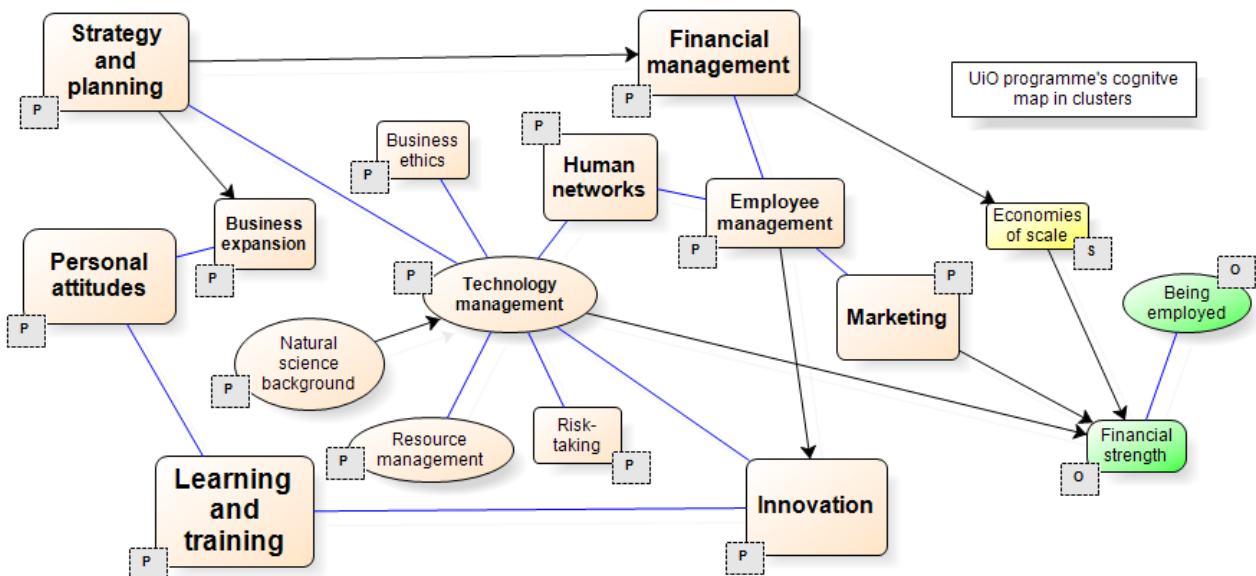 Strategy
and
planning
P
Financial
management
P
UiO programme's cognitve
map in clusters
Business
ethics
P
P
Human
networks
Employee
management
P
Economies
of scale
S
Business
expansion
P
Personal
attitudes
P
P
Technology
management
P
Marketing
O
Being
employed
Natural
science
background
P
Resource
management
P
Risk-
taking
P
Financial
strength
O
Learning
and
training
P
Innovation
P